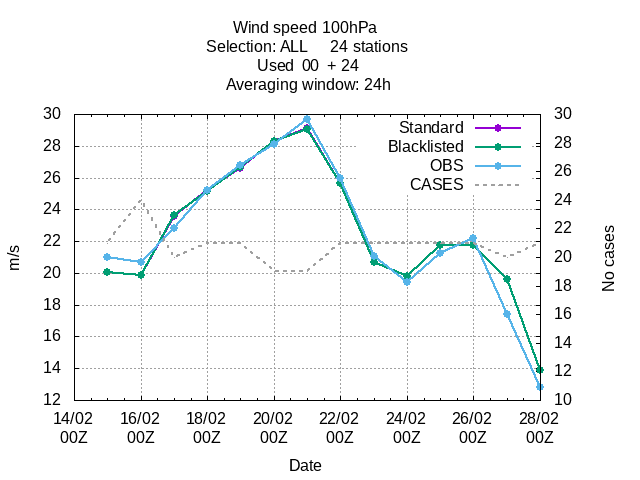 Wind speed 100hPa
Selection: ALL     24 stations
Used  00  + 24
Averaging window: 24h
30
28
26
24
22
20
18
16
14
12
m/s
Standard
Blacklisted
OBS
CASES
30
28
26
24
22
20
18
16
14
12
10
No cases
14/02 16/02 18/02 20/02 22/02 24/02 26/02 28/02
00Z 00Z 00Z 00Z 00Z 00Z 00Z 00Z
Date